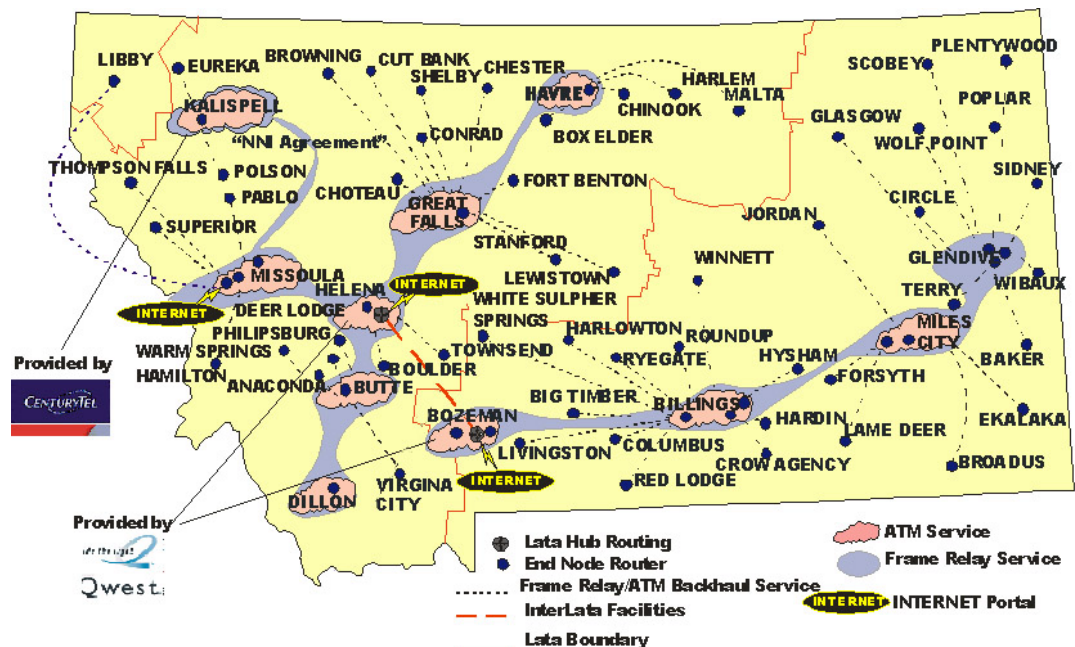 PLENTYWOOD
CUT BANK
BROWNING
CHESTER
LIBBY
EUREKA
SHELBY
SCOBEY
HARLEM
HAVRE
MALTA
POPLAR
KALISPELL
CHINOOK
GLASGOW
CONRAD
BOX ELDER
WOLF POINT
"NNI Agreement"
THOMPSON FALLS
POLSON
SIDNEY
CHOTEAU
FORT BENTON
PABLO
CIRCLE
GREAT
FALLS
JORDAN
SUPERIOR
STANFORD
WINNETT
GLENDIVE
MISSOULA
LEWISTOWN
HELENA
INTERNET
WIBAUX
TERRY
INTERNET
DEER LODGE
WHITE SULPHER
SPRINGS
MILES
CITY
PHILIPSBURG
HARLOWTON
ROUNDUP
Provided by
WARM SPRINGS
TOWNSEND
RYEGATE
HYSHAM
BAKER
HAMILTON
BOULDER
FORSYTH
CENTURYTEL
ANACONDA
BUTTE
BIG TIMBER
BILLINGS
BOZEMAN
HARDIN
EKALAKA
LIVINGSTON
COLUMBUS
LAME DEER
CROW AGENCY
BROADUS
VIRGINA
CITY
INTERNET
RED LODGE
DILLON
Provided by
Qwest.
Lata Hub Routing
ATM Service
End Node Router
Frame Relay Service
Frame Relay/ATM Backhaul Service
InterLata Facilities
INTERNET
INTERNET Portal
Lata Boundary